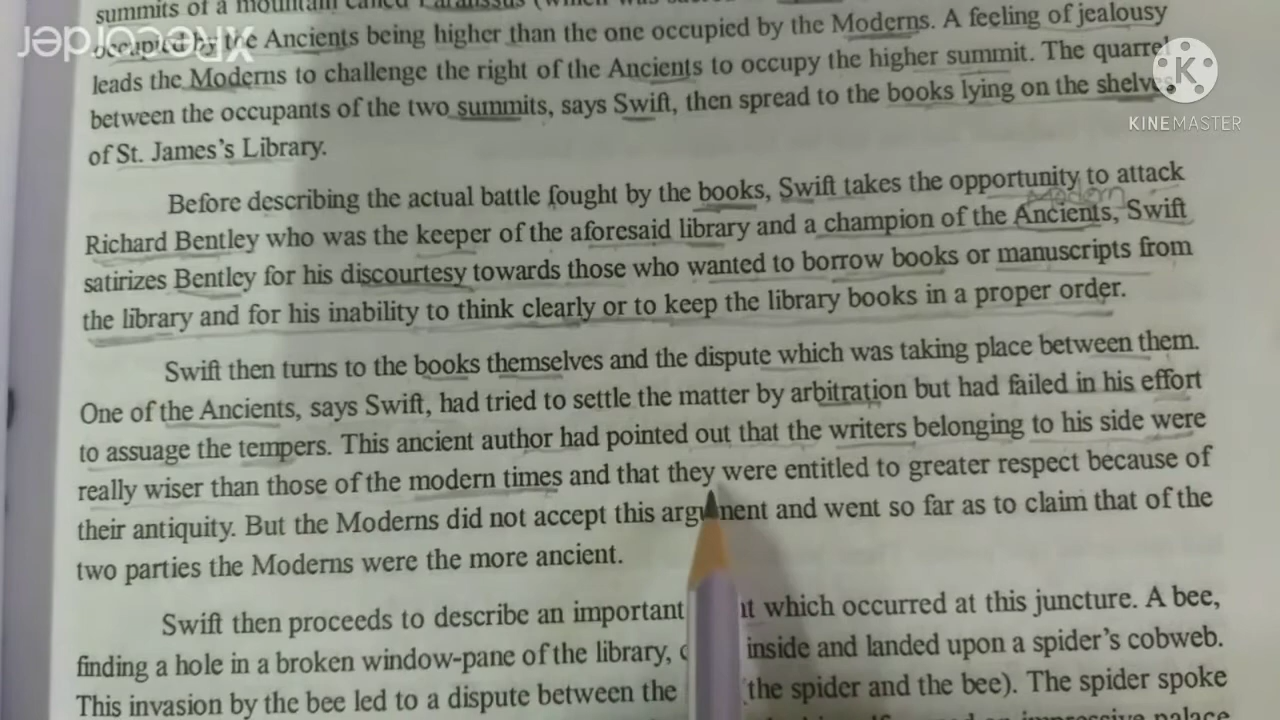 summits of a mountain called Parnassus (which was
occupied by the Ancients being higher than the one occupied by the Moderns. A feeling of jealousy
leads the Moderns to challenge the right of the Ancients to occupy the higher summit. The quarrel
between the occupants of the two summits, says Swift, then spread to the books lying on the shelves
of St. James's Library.
Before describing the actual battle fought by the books, Swift takes the opportunity to attack
Modern
Richard Bentley who was the keeper of the aforesaid library and a champion of the Ancients, Swift
satirizes Bentley for his discourtesy towards those who wanted to borrow books or manuscripts from
the library and for his inability to think clearly or to keep the library books in a proper order.
Swift then turns to the books themselves and the dispute which was taking place between them.
One of the Ancients, says Swift, had tried to settle the matter by arbitration but had failed in his effort
to assuage the tempers. This ancient author had pointed out that the writers belonging to his side were
really wiser than those of the modern times and that they were entitled to greater respect because of
their antiquity. But the Moderns did not accept this argument and went so far as to claim that of the
two parties the Moderns were the more ancient.
Swift then proceeds to describe an important which occurred at this juncture. A bee,
finding a hole in a broken window-pane of the library, inside and landed upon a spider's cobweb.
This invasion by the bee led to a dispute between the (the spider and the bee). The spider spoke
impressive palace
XRecorder
K
KINEMASTER